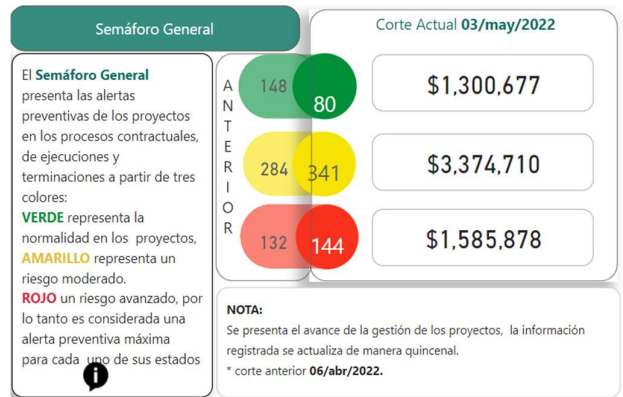 Semáforo General
El Semáforo General
presenta las alertas
preventivas de los proyectos
en los procesos contractuales,
de ejecuciones y
terminaciones a partir de tres
colores:
VERDE representa la
normalidad en los proyectos,
AMARILLO representa un
riesgo moderado.
ROJO un riesgo avanzado, por
lo tanto es considerada una
alerta preventiva máxima
para cada uno de sus estados
i
ANTERIOR
Corte Actual 03/may/2022
148 80 $1,300,677
284 341 $3,374,710
132 144 $1,585,878
NOTA:
Se presenta el avance de la gestión de los proyectos, la información
registrada se actualiza de manera quincenal.
* corte anterior 06/abr/2022.